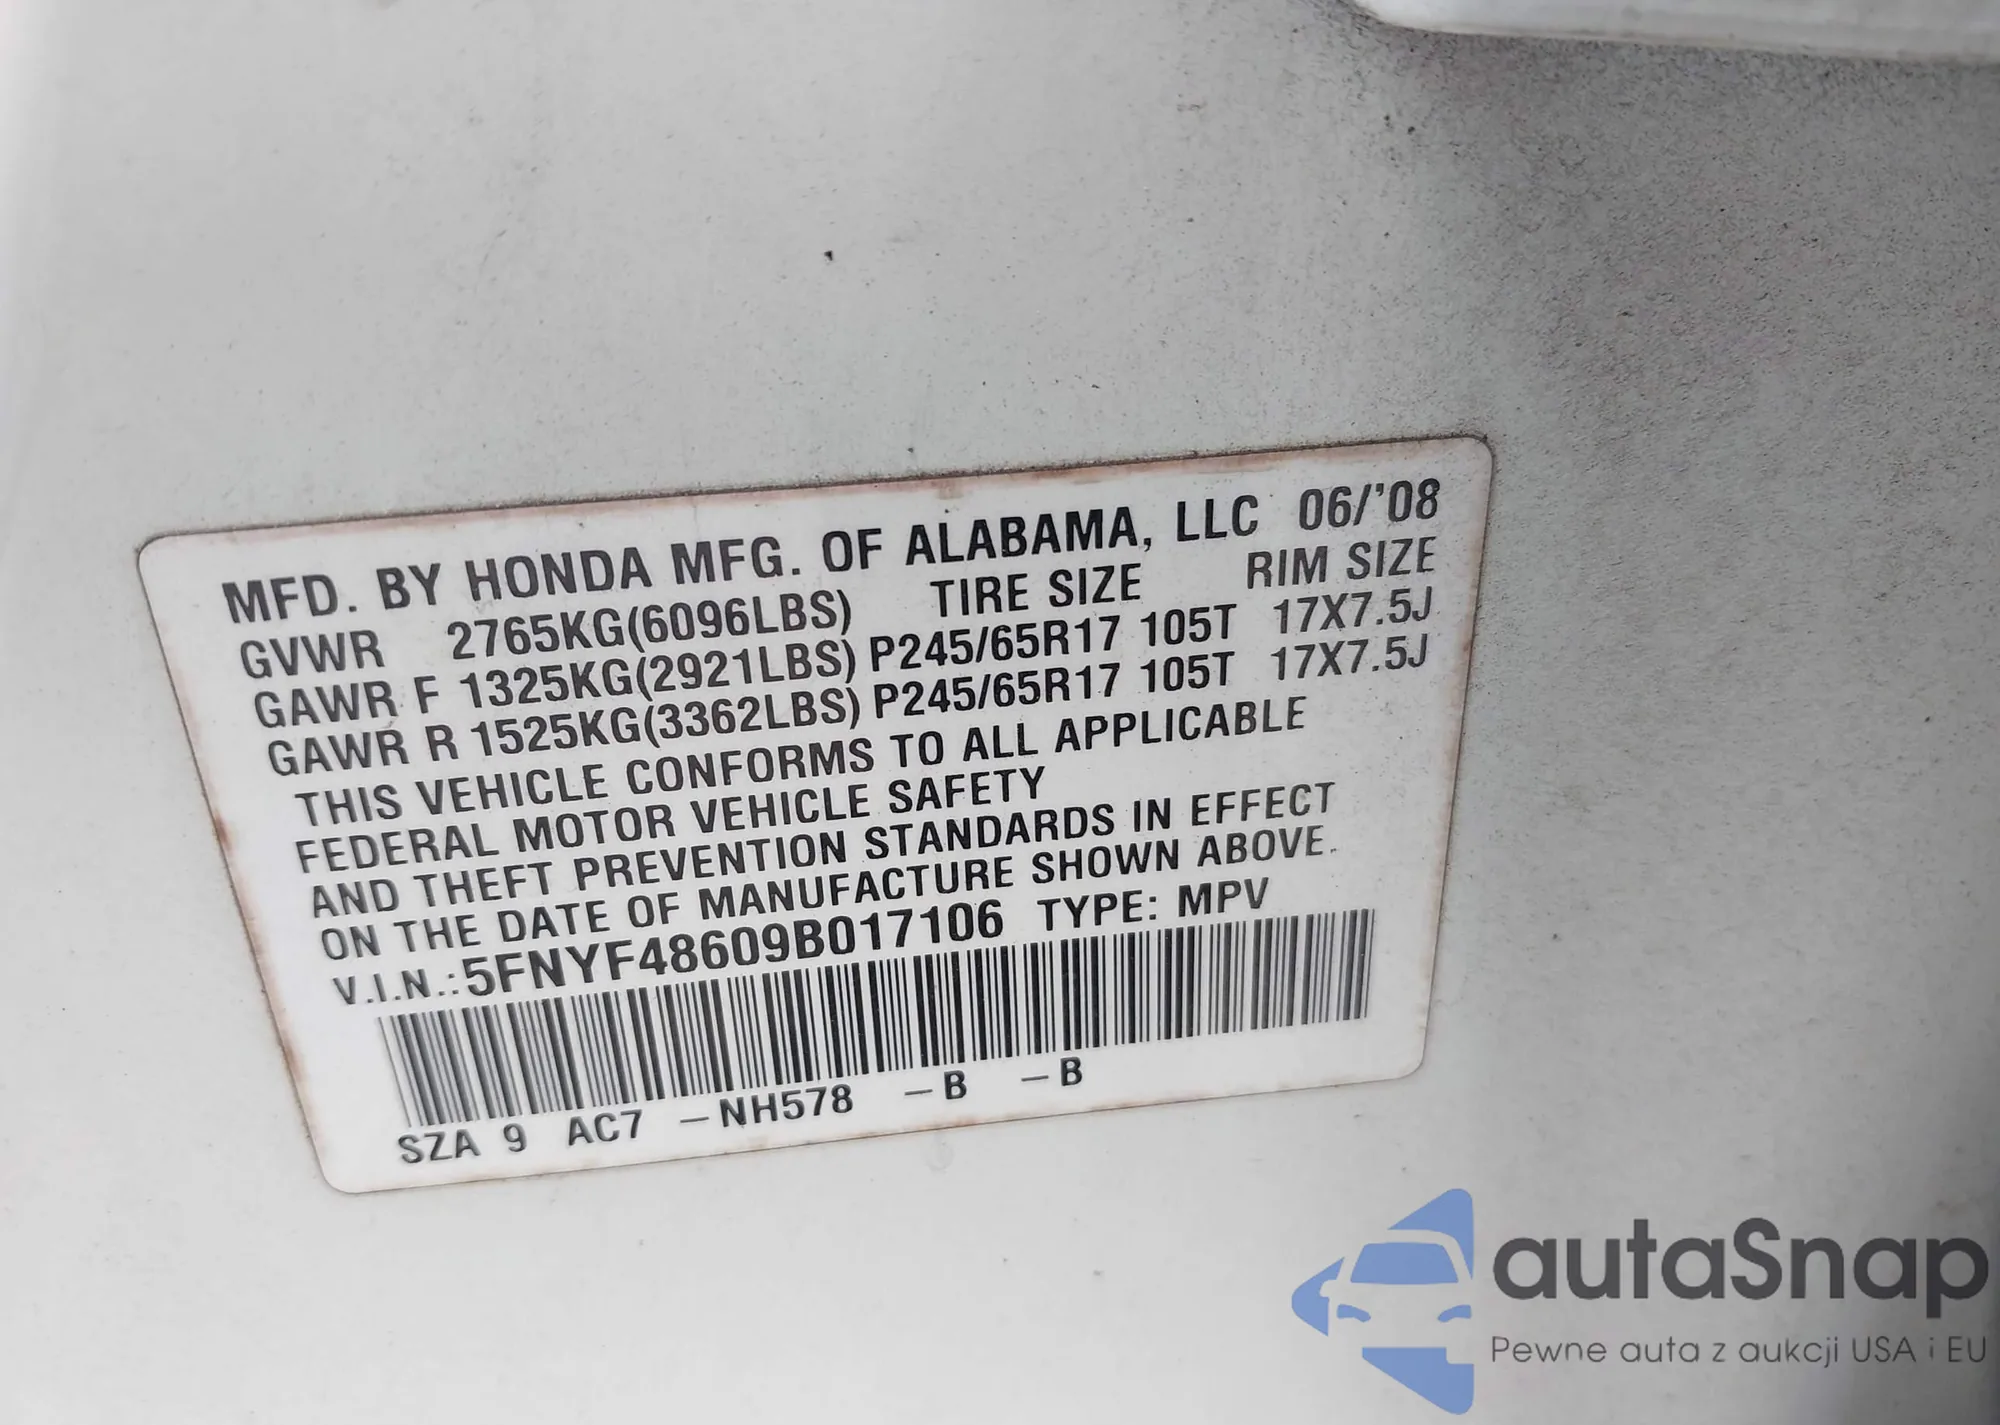 MFD. BY HONDA MFG. OF ALABAMA, LLC 06/'08
GVWR 2765KG(6096LBS) TIRE SIZE RIM SIZE
GAWR F 1325KG(2921LBS) P245/65R17 105T 17X7.5J
GAWR R 1525KG(3362LBS) P245/65R17 105T 17X7.5J
THIS VEHICLE CONFORMS TO ALL APPLICABLE
FEDERAL MOTOR VEHICLE SAFETY
AND THEFT PREVENTION STANDARDS IN EFFECT
ON THE DATE OF MANUFACTURE SHOWN ABOVE.
V.I.N.:5FNYF48609B017106 TYPE: MPV
SZA 9 AC7 –NH578 –B –B
autaSnap
Pewne auta z aukcji USA i EU